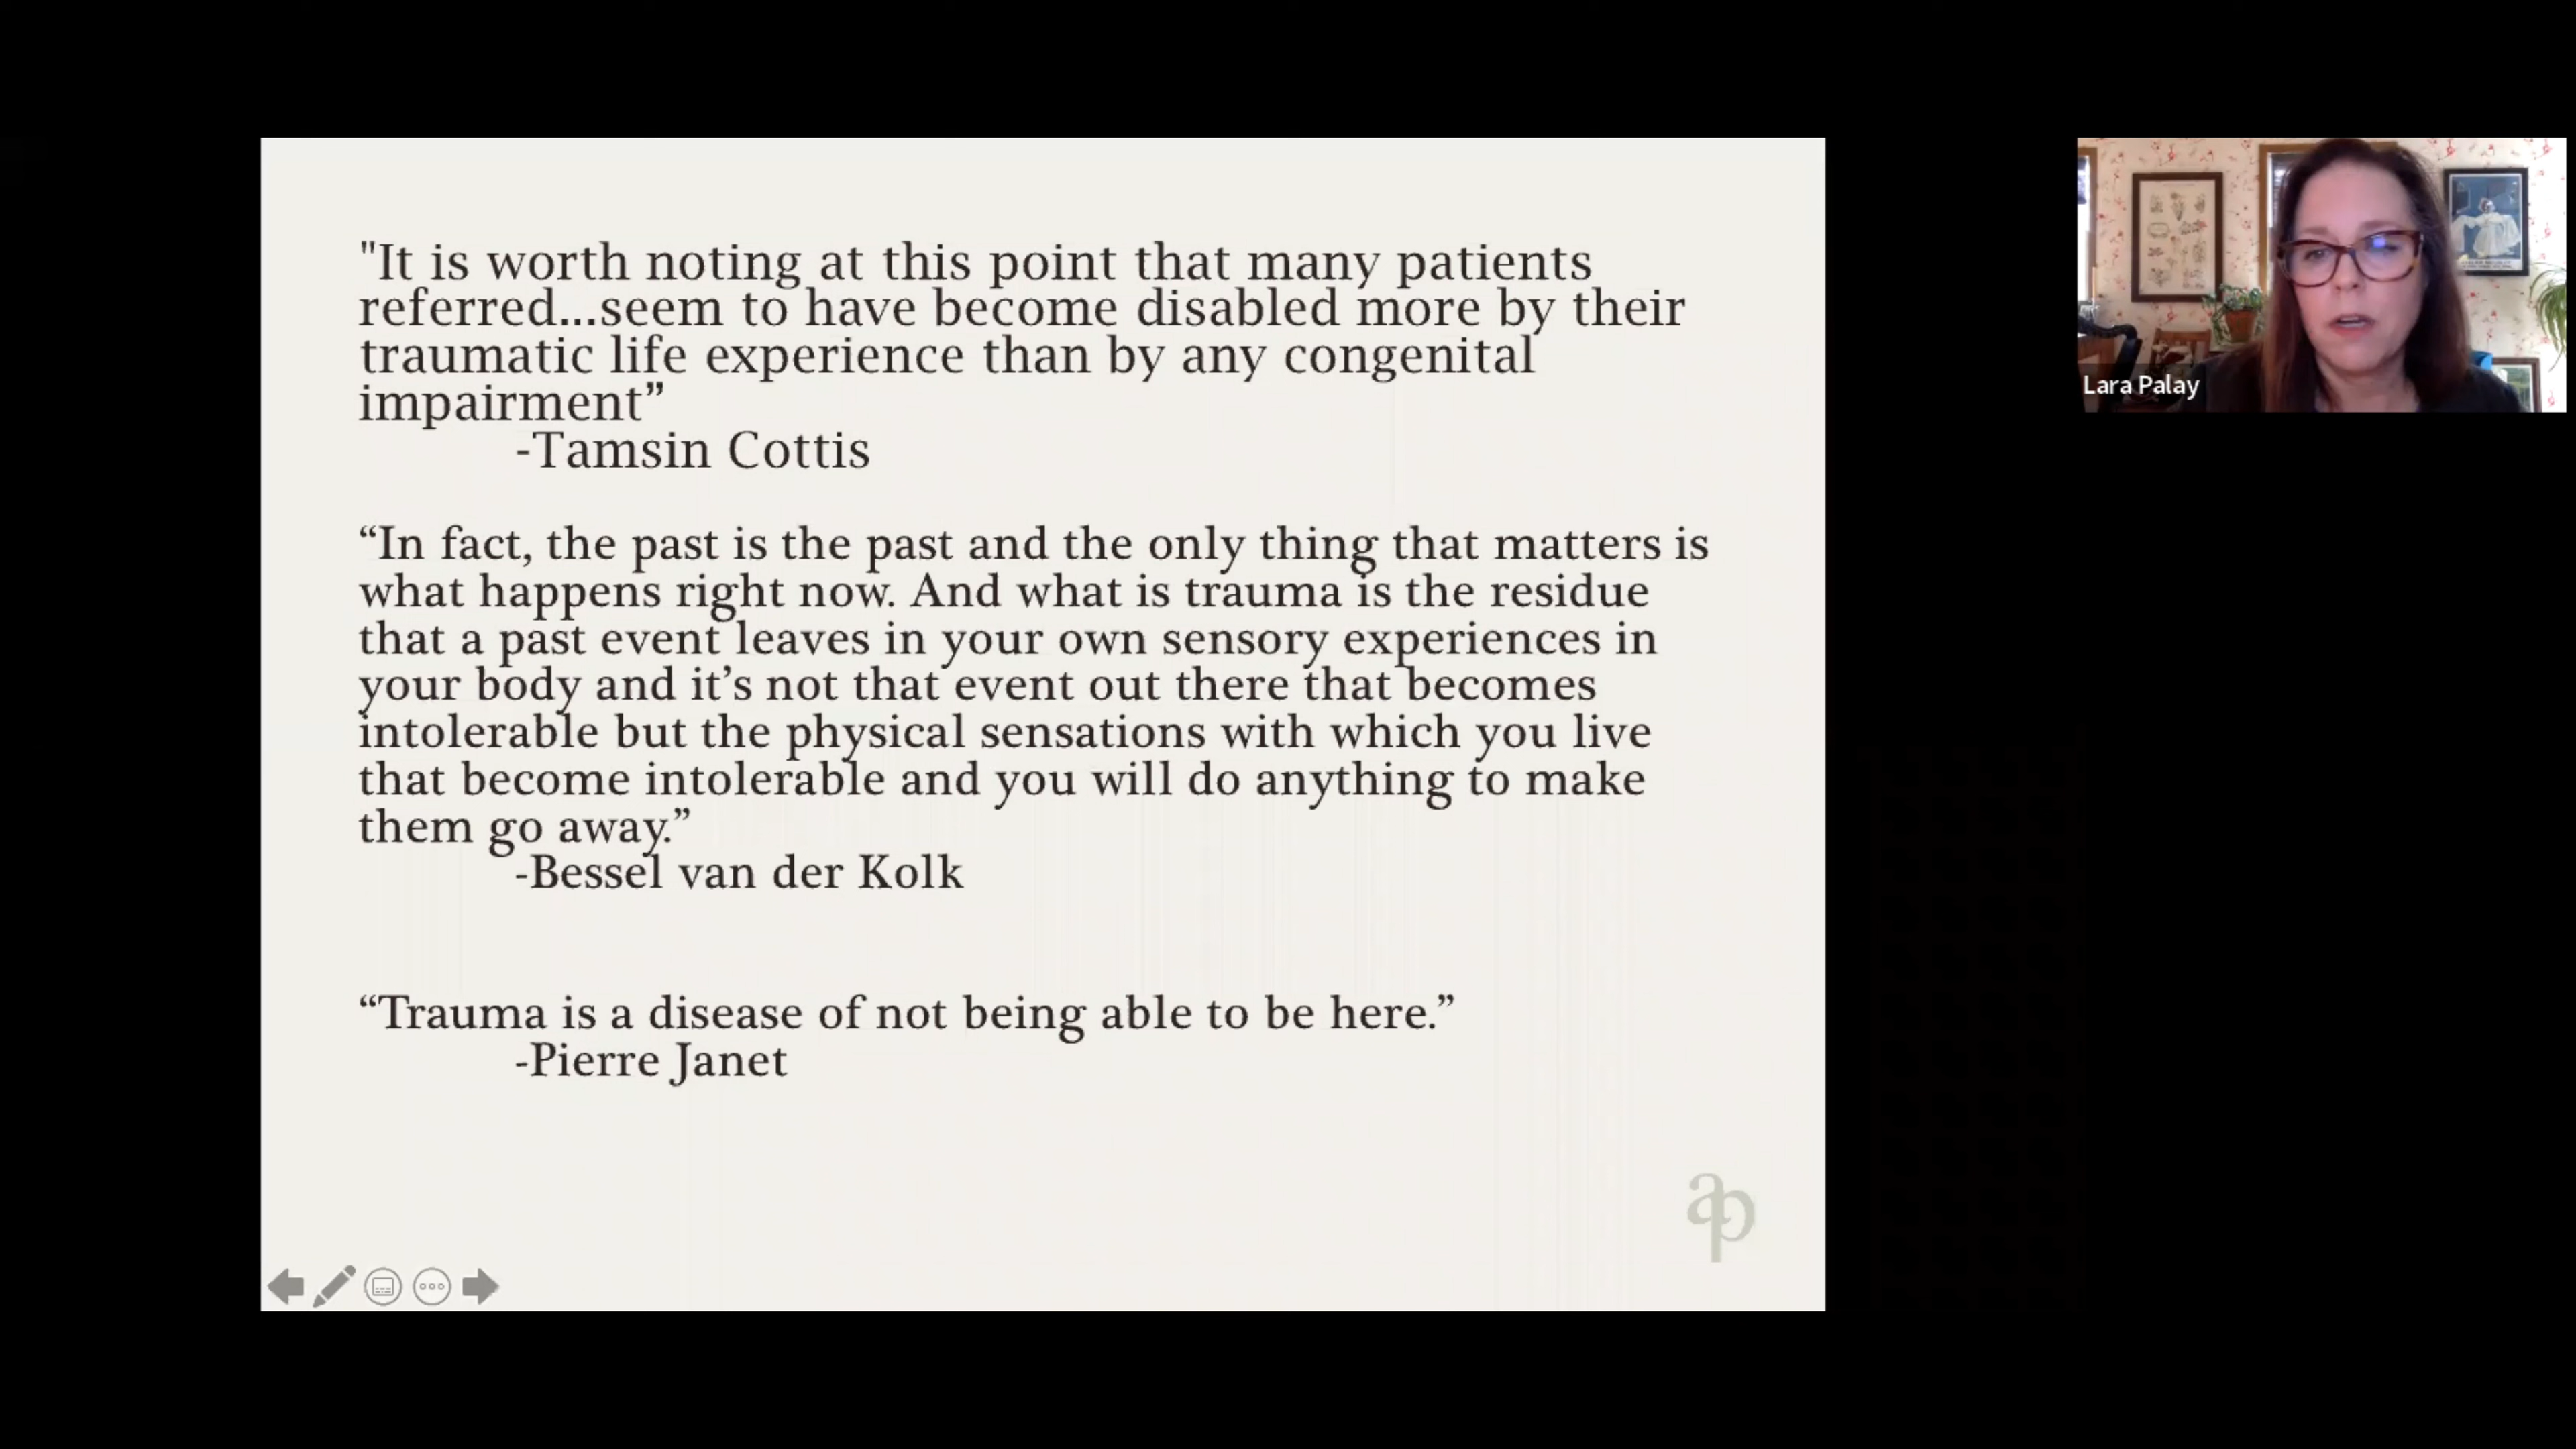 "It is worth noting at this point that many patients
referred...seem to have become disabled more by their
traumatic life experience than by any congenital
impairment”
-Tamsin Cottis
“In fact, the past is the past and the only thing that matters is
what happens right now. And what is trauma is the residue
that a past event leaves in your own sensory experiences in
your body and it’s not that event out there that becomes
intolerable but the physical sensations with which you live
that become intolerable and you will do anything to make
them go away.”
-Bessel van der Kolk
“Trauma is a disease of not being able to be here.”
-Pierre Janet
ap
Lara Palay